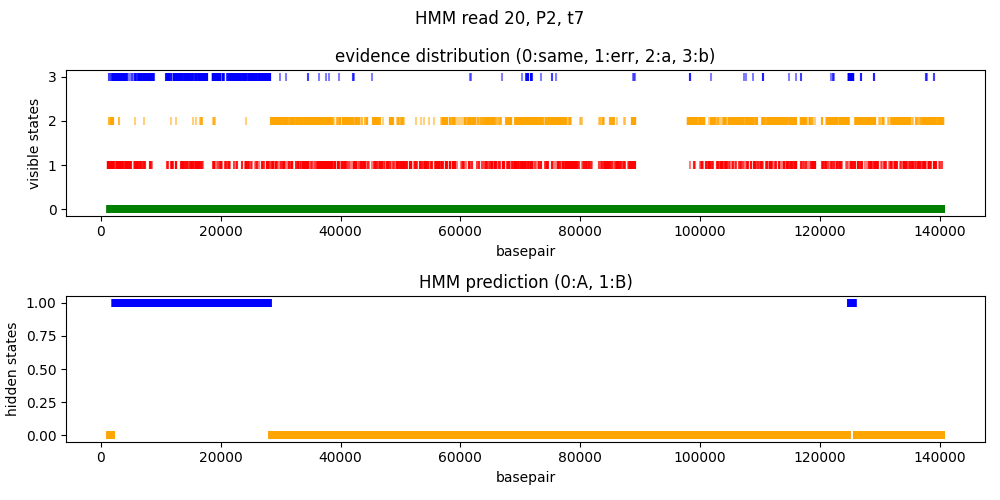 HMM read 20, P2, t7
evidence distribution (0:same, 1:err, 2:a, 3:b)
visible states
3
2
1
0
0 20000 40000 60000 80000 100000 120000 140000
basepair
HMM prediction (0:A, 1:B)
hidden states
1.00
0.75
0.50
0.25
0.00
0 20000 40000 60000 80000 100000 120000 140000
basepair